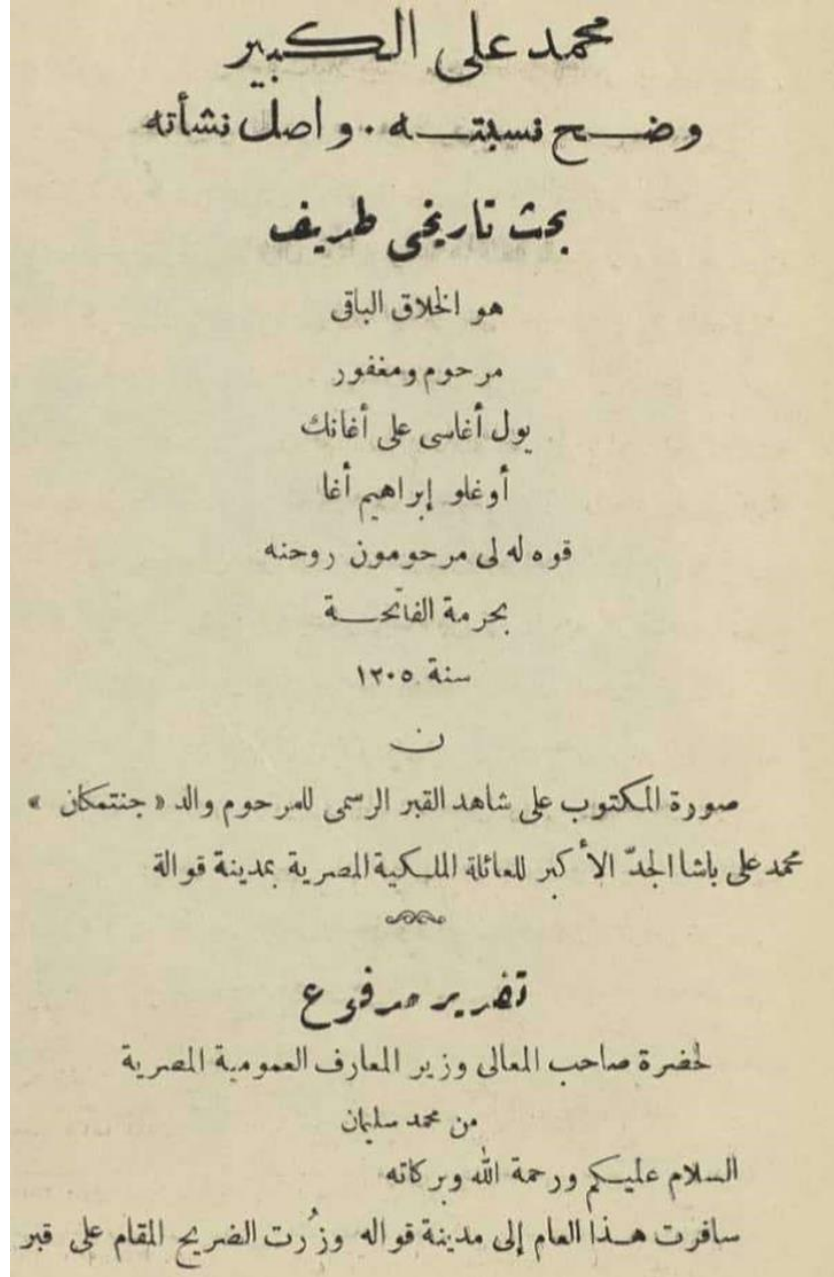 محمد على الكبير
وضح نسبته . واصل نشأته
بحث تاريخى طريف
هو الخلاق الباقى
مرحوم ومغفور
يول أغاسى على أغانك
أوغلو إبراهيم أغا
قوه له لى مرحومون روحنه
بحرمة الفاتحة
سنة ١٢٠٥
ن
صورة المكتوب على شاهد القبر الرسمى للمرحوم والد « جنتمكان »
محمد على باشا الجدّ الأكبر للعائلة الملكية المصرية بمدينة قوالة
تقرير مرفوع
لحضرة صاحب المعالى وزير المعارف العمومية المصرية
من محمد سليمان
السلام عليكم ورحمة الله وبركاته
سافرت هذا العام إلى مدينة قواله وزُرت الضريح المقام على قبر